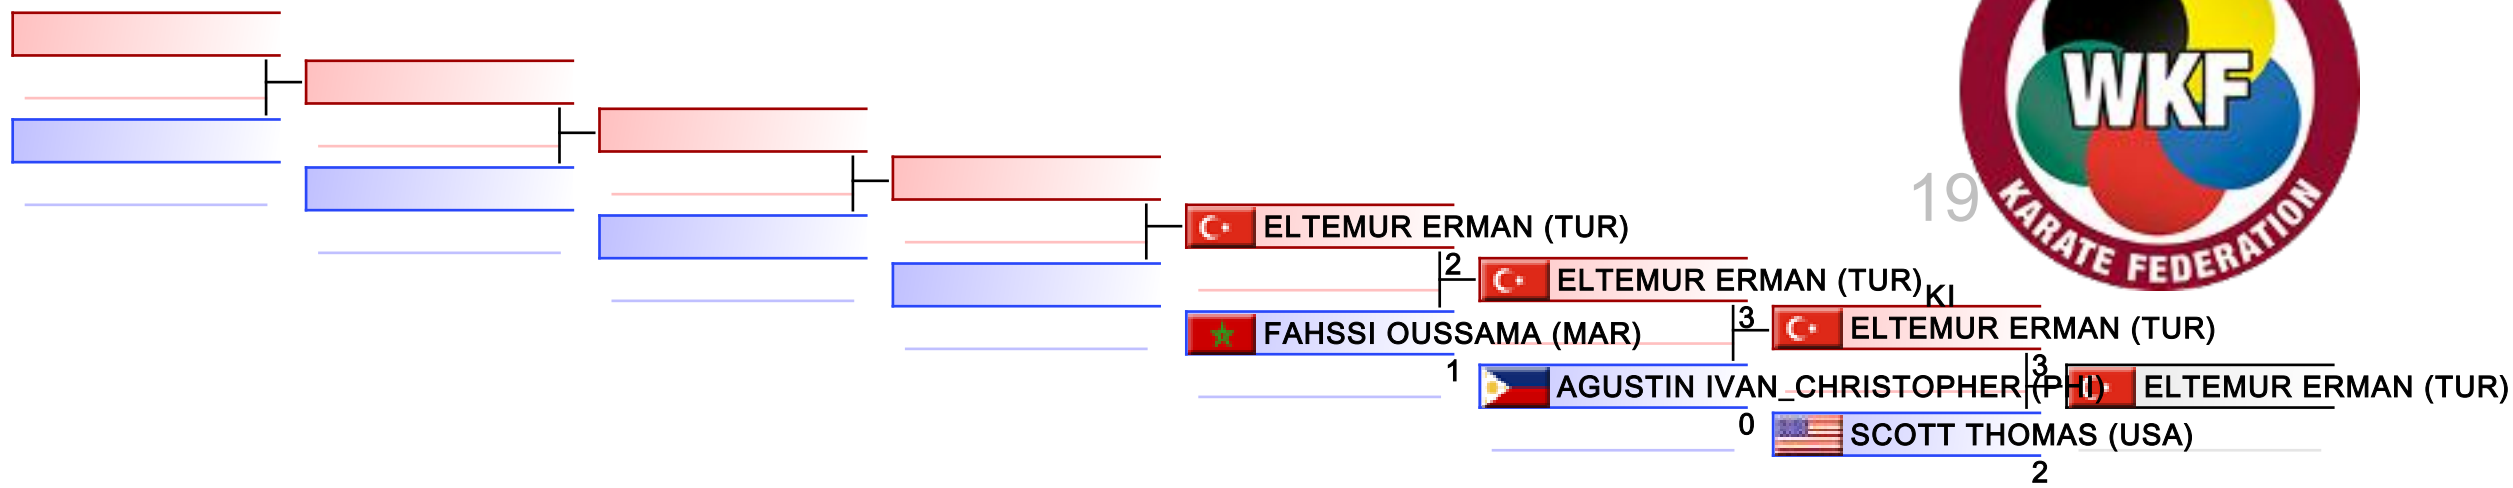 WKF
KARATE FEDERATION
19
ELTEMUR ERMAN (TUR)
2
ELTEMUR ERMAN (TUR)
KI
FAHSSI OUSSAMA (MAR)
1
3
ELTEMUR ERMAN (TUR)
AGUSTIN IVAN_CHRISTOPHER (PHI)
0
3
ELTEMUR ERMAN (TUR)
SCOTT THOMAS (USA)
2